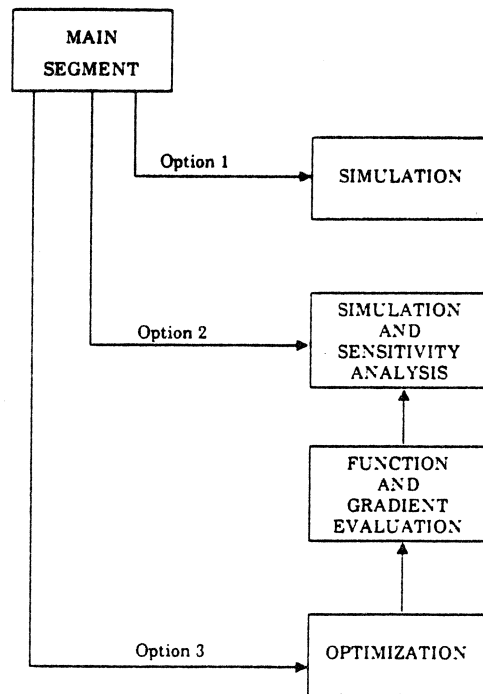 MAIN
SEGMENT
Option 1
SIMULATION
Option 2
SIMULATION
AND
SENSITIVITY
ANALYSIS
FUNCTION
AND
GRADIENT
EVALUATION
Option 3
OPTIMIZATION